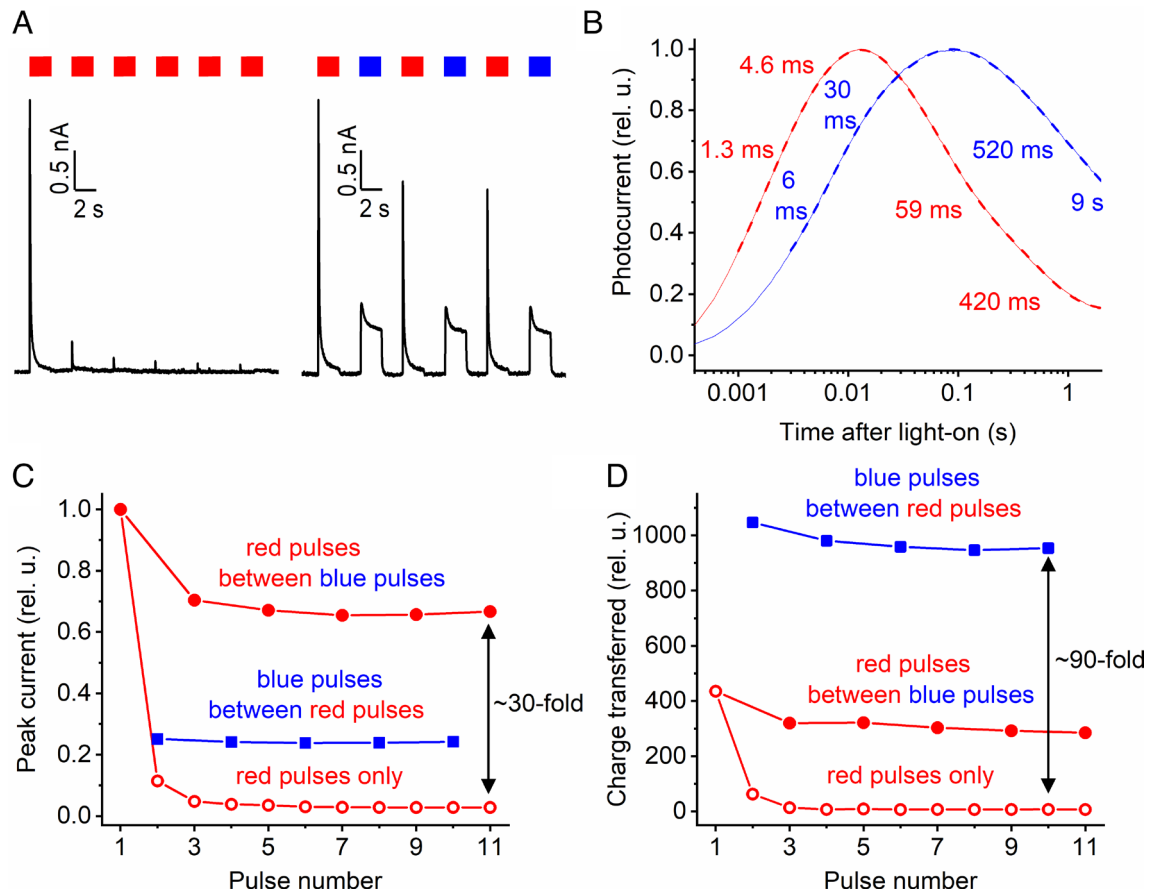 A
0.5 nA
2 s
0.5 nA
2 s
B
Photocurrent (rel. u.)
1.0
0.8
0.6
0.4
0.2
0.0
4.6 ms
1.3 ms
30
ms
6
ms
520 ms
9 s
59 ms
420 ms
0.001
0.01
0.1
1
Time after light-on (s)
C
Peak current (rel. u.)
1.0
0.8
0.6
0.4
0.2
0.0
red pulses
between blue pulses
blue pulses
between red pulses
red pulses only
~30-fold
1
3
5
7
9
11
Pulse number
D
Charge transferred (rel. u.)
1000
800
600
400
200
0
blue pulses
between red pulses
red pulses
between blue pulses
red pulses only
~90-fold
1
3
5
7
9
11
Pulse number